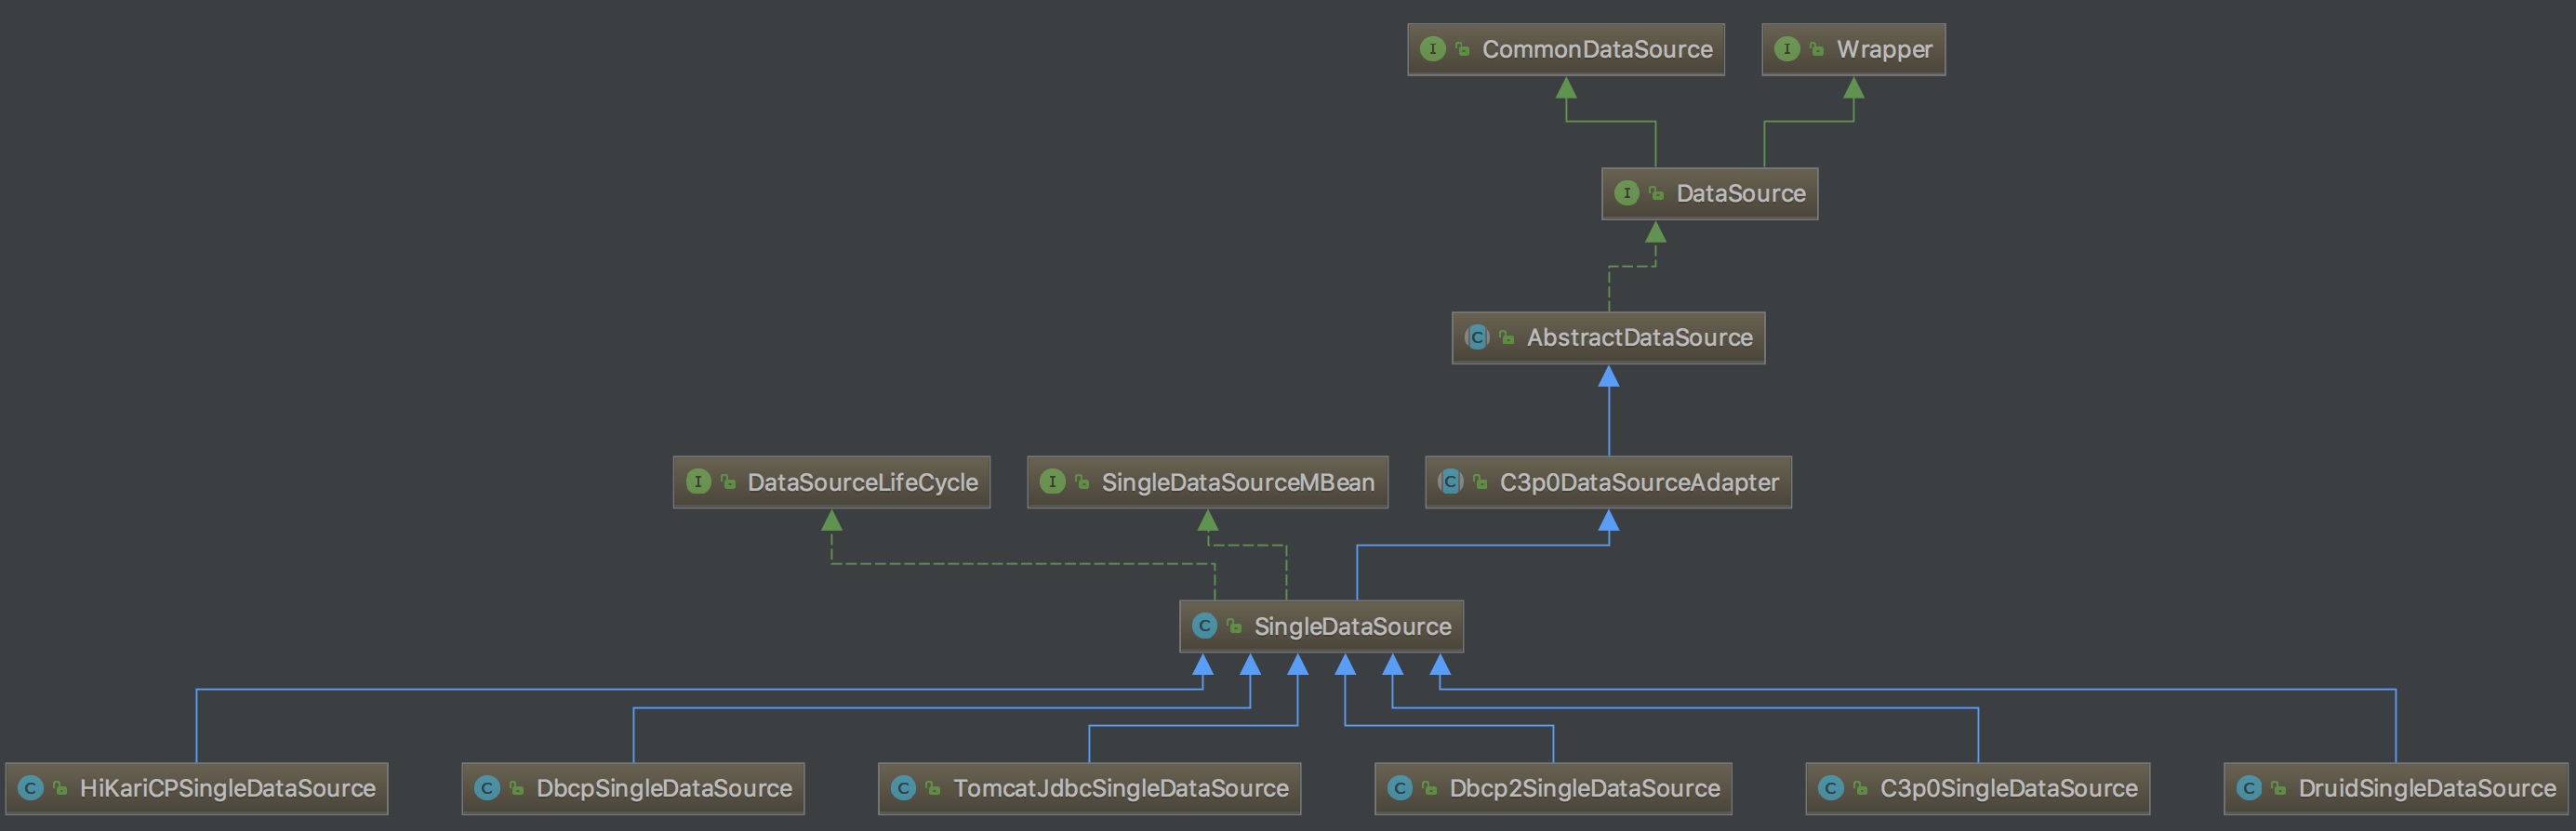 CommonDataSource
Wrapper
DataSource
AbstractDataSource
DataSourceLifeCycle
SingleDataSourceMBean
C3p0DataSourceAdapter
SingleDataSource
HiKariCPSingleDataSource
DbcpSingleDataSource
TomcatJdbcSingleDataSource
Dbcp2SingleDataSource
C3p0SingleDataSource
DruidSingleDataSource